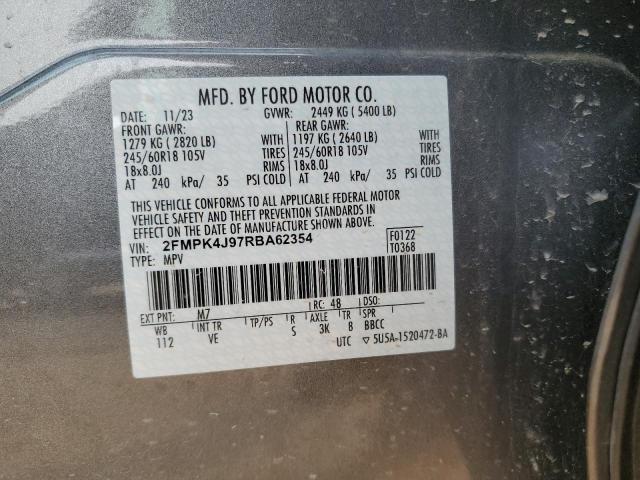 MFD. BY FORD MOTOR CO.
DATE: 11/23 GVWR: 2449 KG ( 5400 LB)
FRONT GAWR: REAR GAWR:
1279 KG ( 2820 LB) WITH 1197 KG ( 2640 LB) WITH
245/60R18 105V TIRES 245/60R18 105V TIRES
18x8.0J RIMS 18x8.0J RIMS
AT 240 kPa/ 35 PSI COLD AT 240 kPa/ 35 PSI COLD
THIS VEHICLE CONFORMS TO ALL APPLICABLE FEDERAL MOTOR
VEHICLE SAFETY AND THEFT PREVENTION STANDARDS IN
EFFECT ON THE DATE OF MANUFACTURE SHOWN ABOVE.
VIN: 2FMPK4J97RBA62354 F0122
TYPE: MPV T0368
EXT PNT: M7 RC: 48 DSO:
WB INT TR TP/PS R AXLE TR SPR
112 VE S 3K 8 BBCC
UTC ▽ 5U5A-1520472-BA